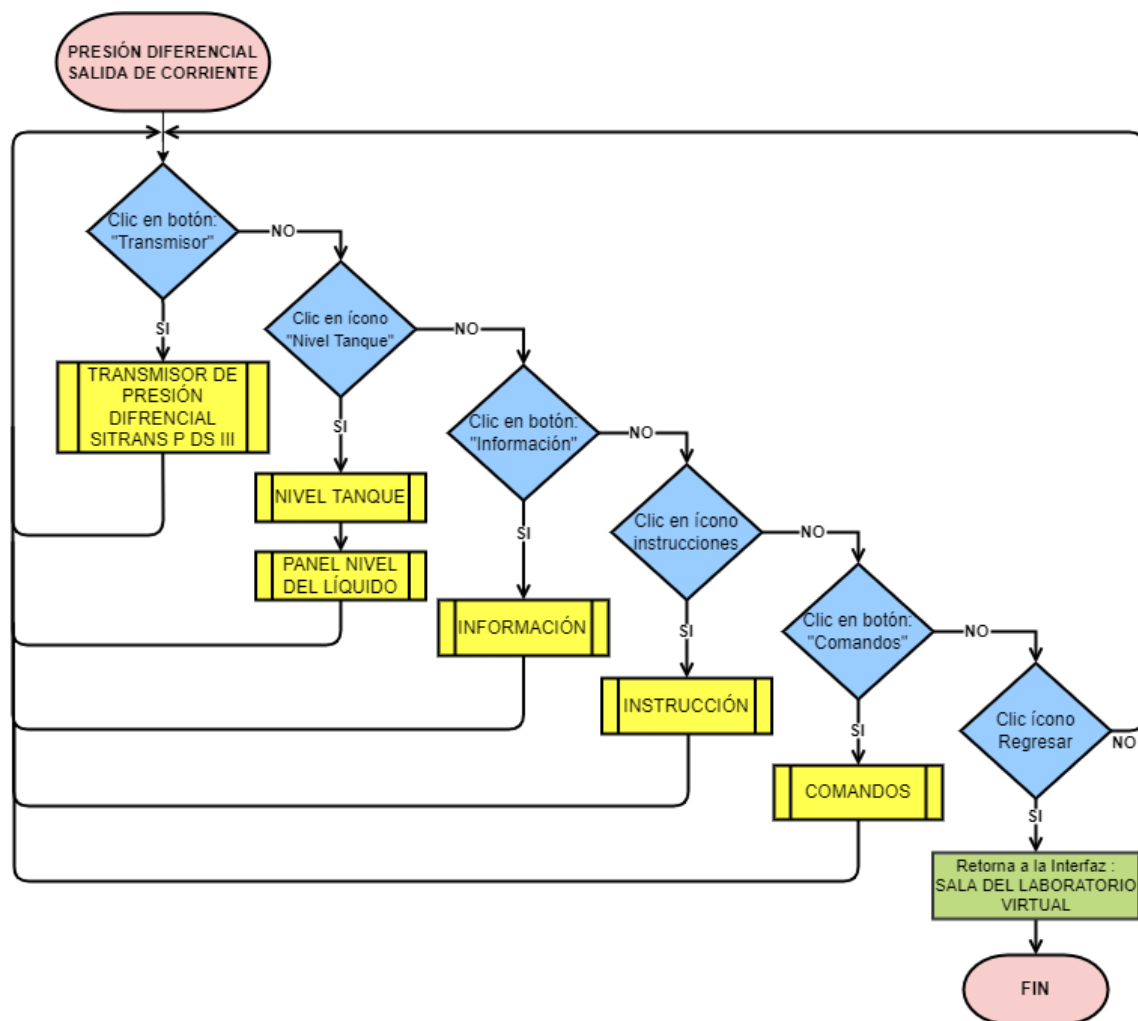 PRESIÓN DIFERENCIAL
SALIDA DE CORRIENTE
Clic en botón:
"Transmisor"
NO
SI
TRANSMISOR DE
PRESIÓN
DIFRENCIAL
SITRANS P DS III
Clic en ícono
"Nivel Tanque"
NO
SI
NIVEL TANQUE
PANEL NIVEL
DEL LÍQUIDO
Clic en botón:
"Información"
NO
SI
INFORMACIÓN
Clic en ícono
instrucciones
NO
SI
INSTRUCCIÓN
Clic en botón:
"Comandos"
NO
SI
COMANDOS
Clic ícono
Regresar
NO
SI
Retorna a la Interfaz :
SALA DEL LABORATORIO
VIRTUAL
FIN